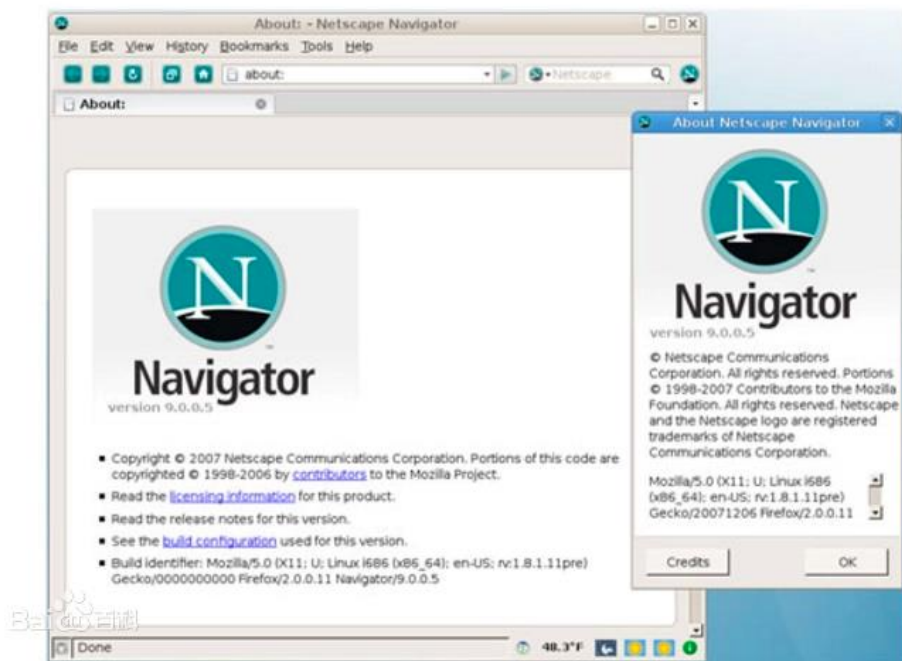 About: - Netscape Navigator
File Edit View History Bookmarks Tools Help
about:
Netscape
About:
N
Navigator
version 9.0.0.5
Copyright © 2007 Netscape Communications Corporation. Portions of this code are
copyrighted © 1998-2006 by contributors to the Mozilla Project.
Read the licensing information for this product.
Read the release notes for this version.
See the build configuration used for this version.
Build identifier: Mozilla/5.0 (X11; U; Linux i686 (x86_64); en-US; rv:1.8.1.11pre)
Gecko/0000000000 Firefox/2.0.0.11 Navigator/9.0.0.5
Done
48.3°F
About Netscape Navigator
N
Navigator
version 9.0.0.5
© Netscape Communications
Corporation. All rights reserved. Portions
© 1998-2007 Contributors to the Mozilla
Foundation. All rights reserved. Netscape
and the Netscape logo are registered
trademarks of Netscape
Communications Corporation.
Mozilla/5.0 (X11; U; Linux i686
(x86_64); en-US; rv:1.8.1.11pre)
Gecko/20071206 Firefox/2.0.0.11
Credits
OK
Bai du 百科